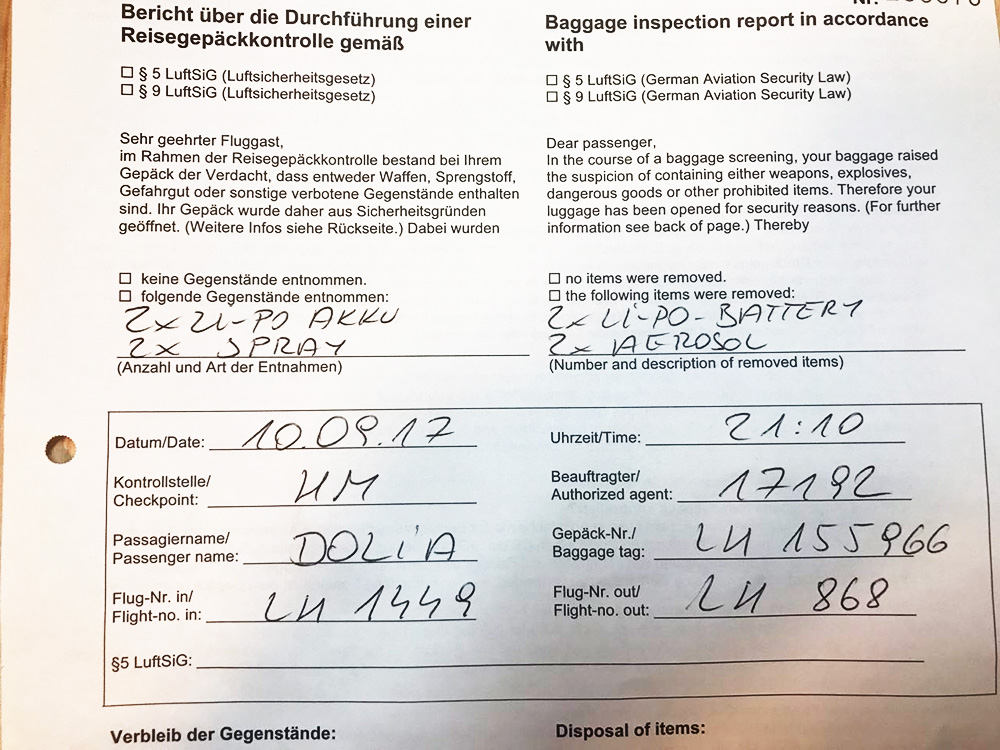 Bericht über die Durchführung einer
Reisegepäckkontrolle gemäß
☐ § 5 LuftSiG (Luftsicherheitsgesetz)
☐ § 9 LuftSiG (Luftsicherheitsgesetz)
Sehr geehrter Fluggast,
im Rahmen der Reisegepäckkontrolle bestand bei Ihrem
Gepäck der Verdacht, dass entweder Waffen, Sprengstoff,
Gefahrgut oder sonstige verbotene Gegenstände enthalten
sind. Ihr Gepäck wurde daher aus Sicherheitsgründen
geöffnet. (Weitere Infos siehe Rückseite.) Dabei wurden
☐ keine Gegenstände entnommen.
☐ folgende Gegenstände entnommen:
2x LI-PO AKKU
2x SPRAY
(Anzahl und Art der Entnahmen)
Baggage inspection report in accordance
with
☐ § 5 LuftSiG (German Aviation Security Law)
☐ § 9 LuftSiG (German Aviation Security Law)
Dear passenger,
In the course of a baggage screening, your baggage raised
the suspicion of containing either weapons, explosives,
dangerous goods or other prohibited items. Therefore your
luggage has been opened for security reasons. (For further
information see back of page.) Thereby
☐ no items were removed.
☐ the following items were removed:
2x LI-PO-BATTERY
2x AEROSOL
(Number and description of removed items)
Datum/Date: 10.09.17
Uhrzeit/Time: 21:10
Kontrollstelle/
Checkpoint: HM
Beauftragter/
Authorized agent: 17192
Passagiername/
Passenger name: DOLIA
Gepäck-Nr./
Baggage tag: LH 155966
Flug-Nr. in/
Flight-no. in: LH 1449
Flug-Nr. out/
Flight-no. out: LH 868
§5 LuftSiG:
Verbleib der Gegenstände:
Disposal of items: